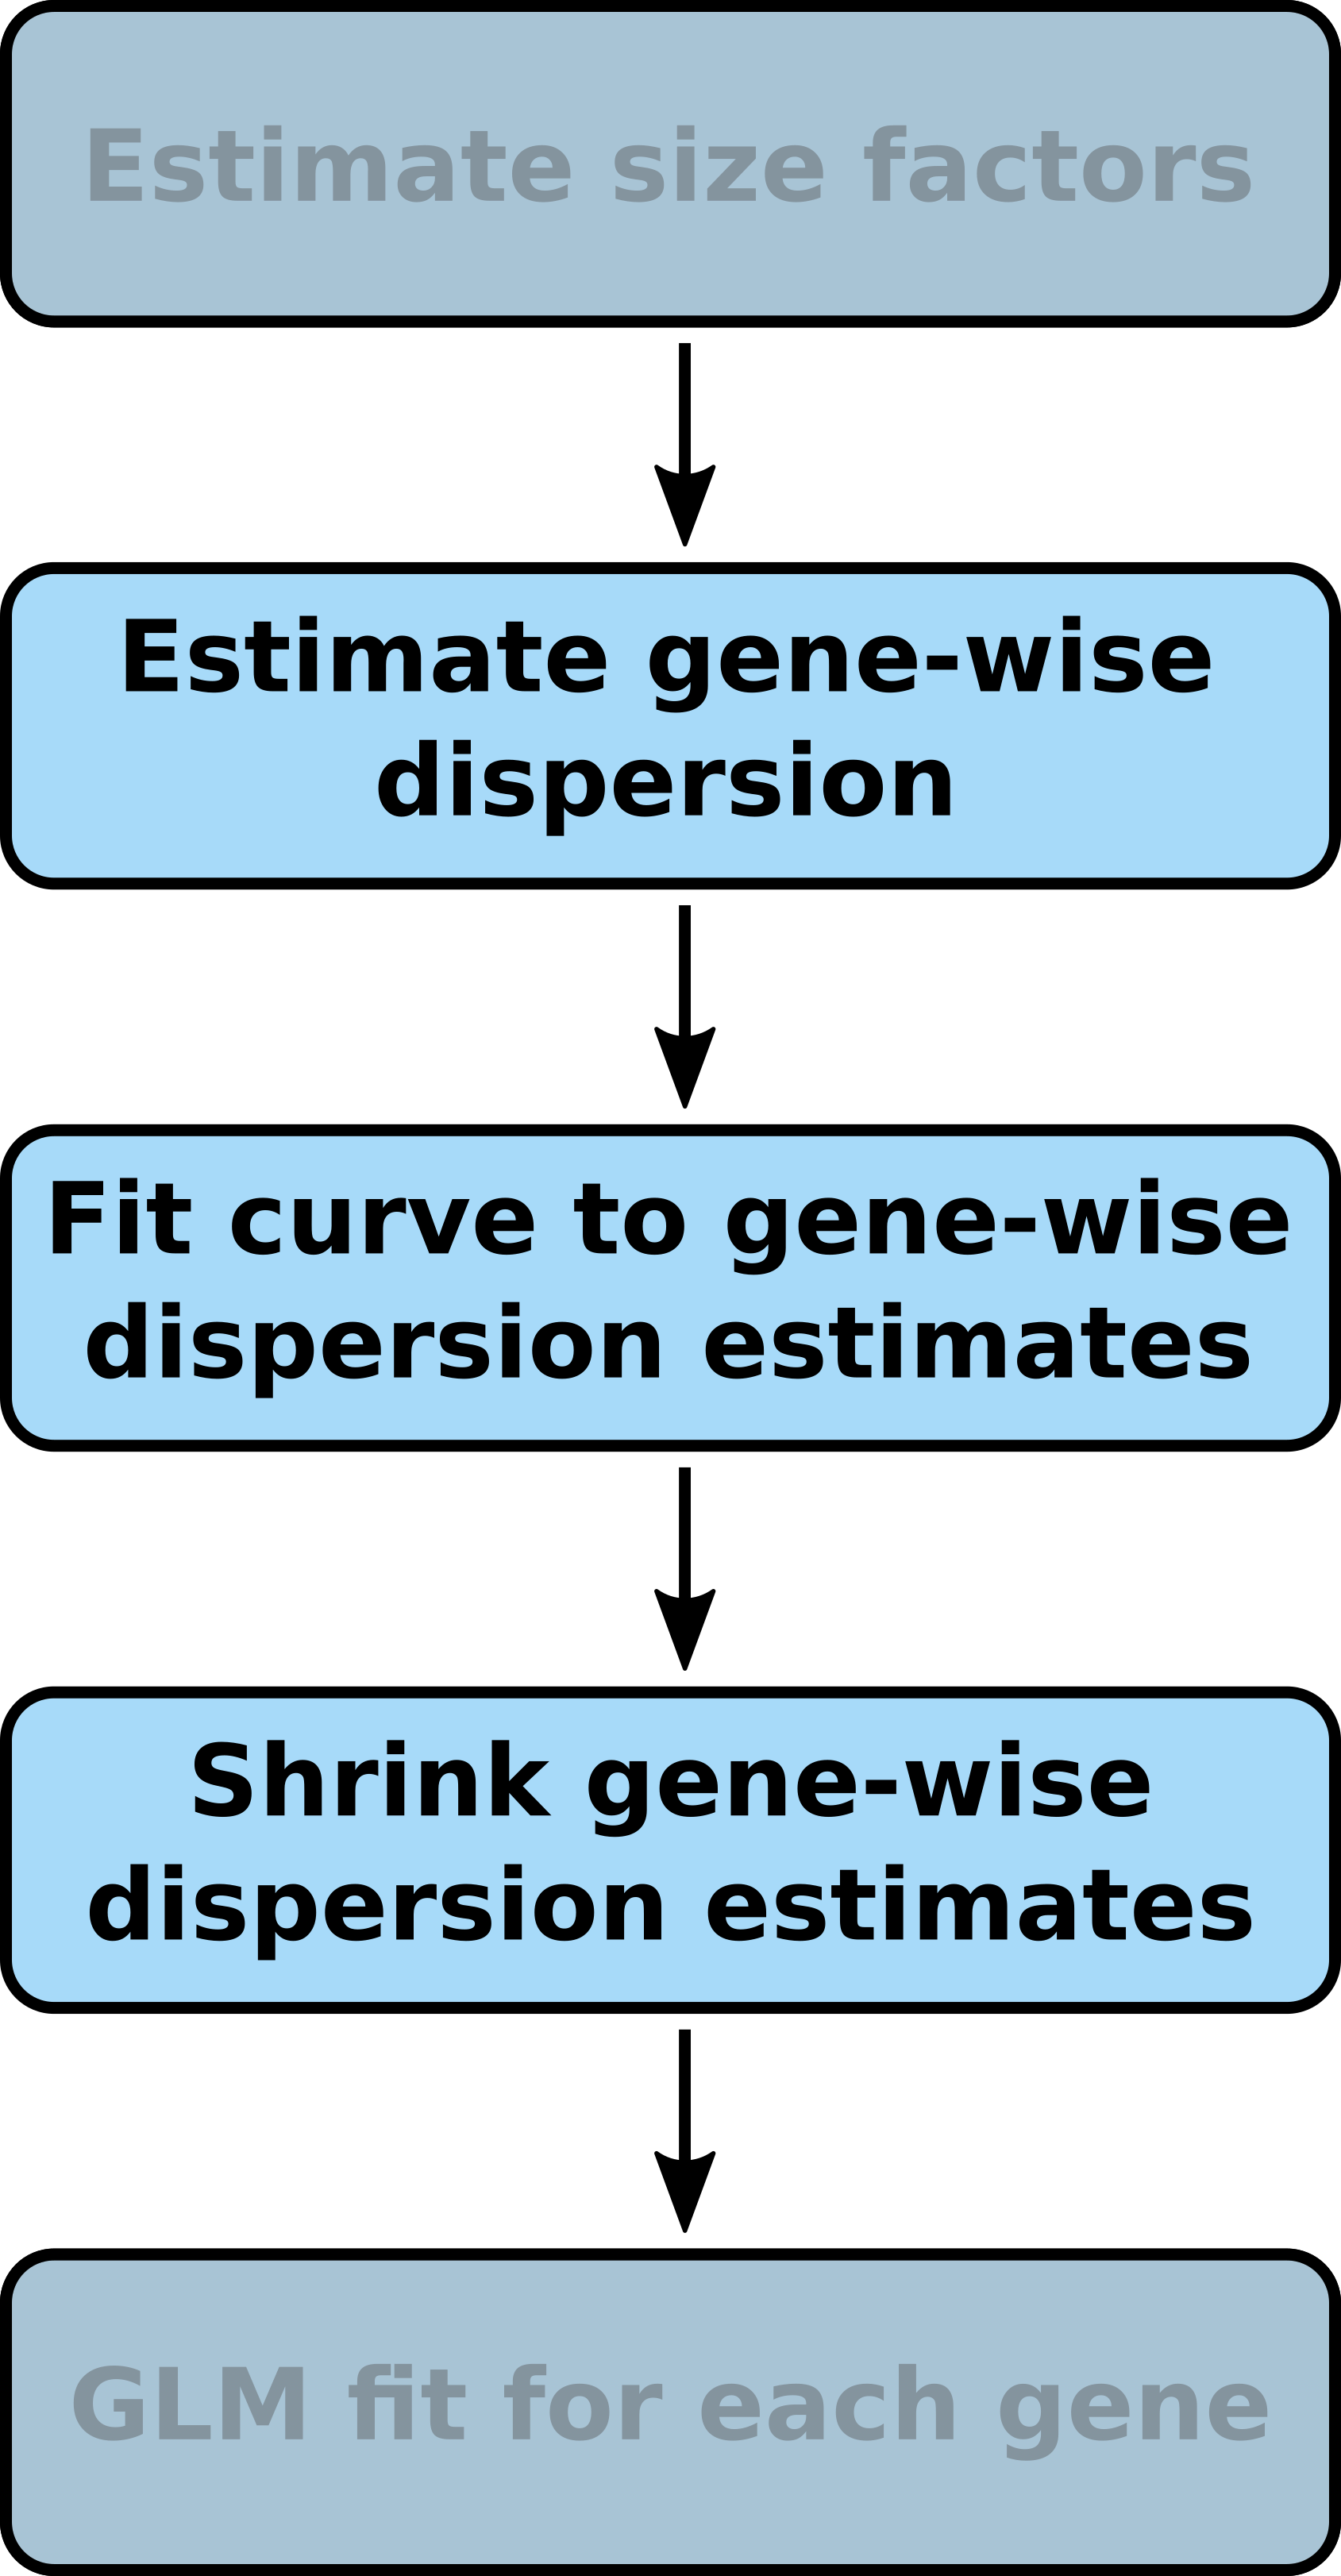 Estimate size factors
Estimate gene-wise
dispersion
Fit curve to gene-wise
dispersion estimates
Shrink gene-wise
dispersion estimates
GLM fit for each gene